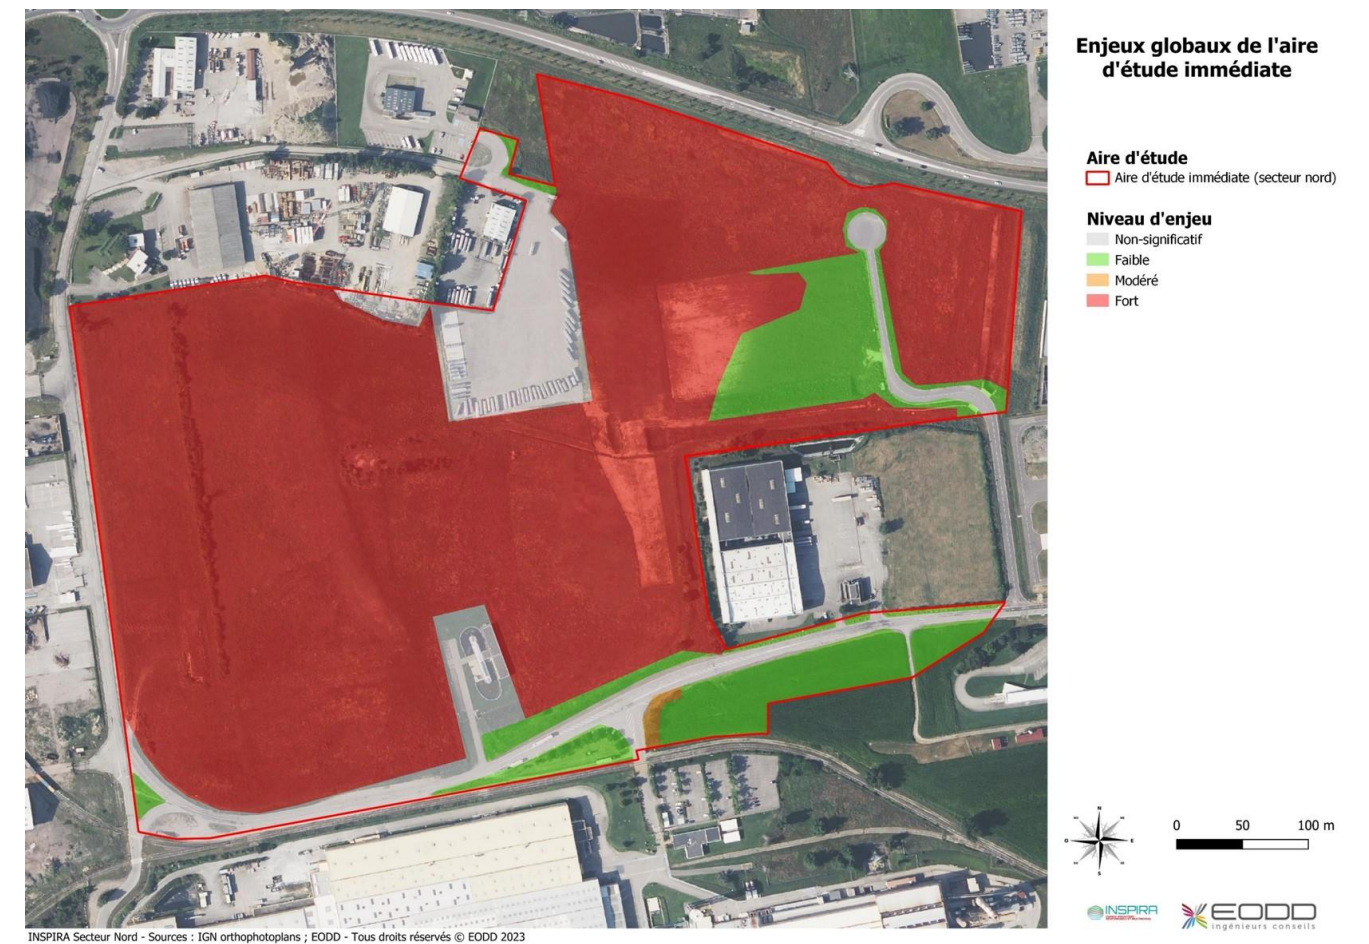 Enjeux globaux de l'aire
d'étude immédiate
Aire d'étude
Aire d'étude immédiate (secteur nord)
Niveau d'enjeu
Non-significatif
Faible
Modéré
Fort
N
O
E
S
0 50 100 m
INSPIRA
EODD
ingénieurs conseils
INSPIRA Secteur Nord - Sources : IGN orthophotoplans ; EODD - Tous droits réservés © EODD 2023